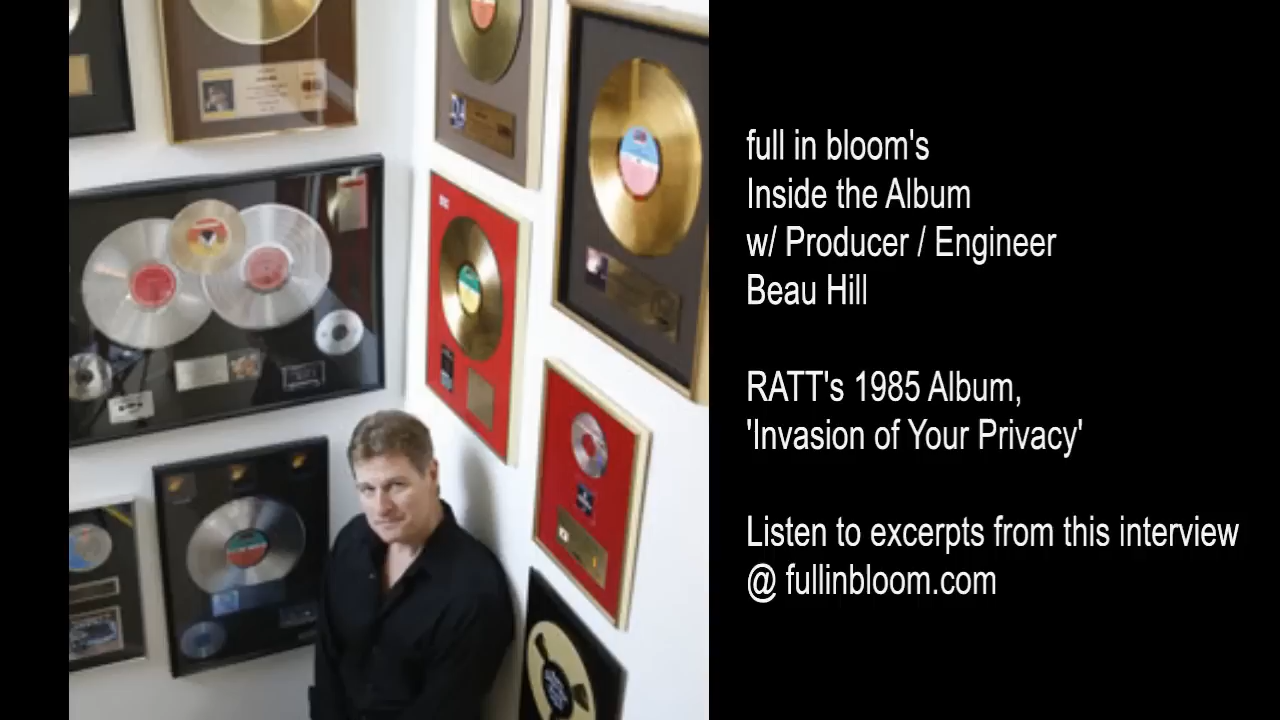 full in bloom's
Inside the Album
w/ Producer / Engineer
Beau Hill
RATT's 1985 Album,
'Invasion of Your Privacy'
Listen to excerpts from this interview
@ fullinbloom.com